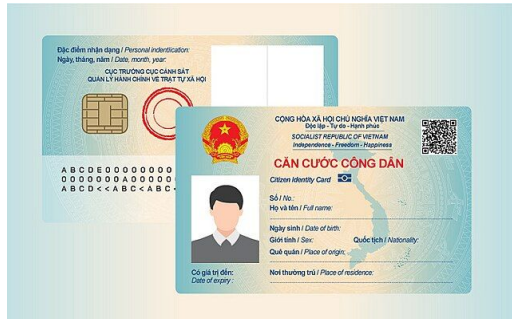 Đặc điểm nhận dạng / Personal indentification:
Ngày, tháng, năm / Date, month, year:
CỤC TRƯỞNG CỤC CẢNH SÁT
QUẢN LÝ HÀNH CHÍNH VỀ TRẬT TỰ XÃ HỘI
ABCDE00000000
0000000A0000
ABCD<<ABC<ABC<
CỘNG HÒA XÃ HỘI CHỦ NGHĨA VIỆT NAM
Độc lập - Tự do - Hạnh phúc
SOCIALIST REPUBLIC OF VIETNAM
Independence - Freedom - Happiness
CĂN CƯỚC CÔNG DÂN
Citizen Identity Card
Số / No.:
Họ và tên / Full name:
Ngày sinh / Date of birth:
Giới tính / Sex: Quốc tịch / Nationality:
Quê quán / Place of origin:
Có giá trị đến:
Date of expiry:
Nơi thường trú / Place of residence: